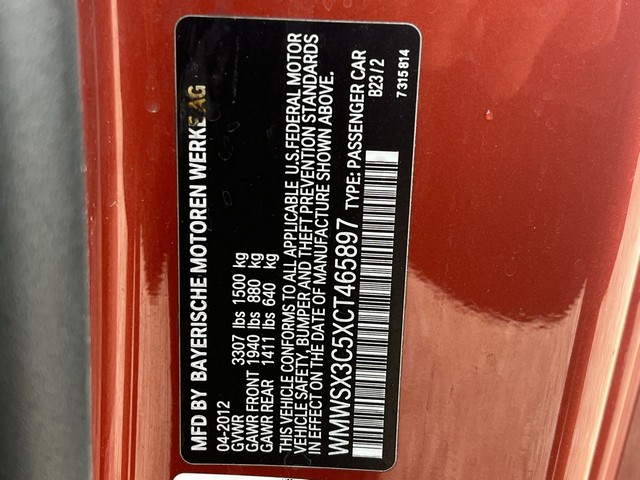 MFD BY BAYERISCHE MOTOREN WERKE AG
04-2012
GVWR 3307 lbs 1500 kg
GAWR FRONT 1940 lbs 880 kg
GAWR REAR 1411 lbs 640 kg
THIS VEHICLE CONFORMS TO ALL APPLICABLE U.S. FEDERAL MOTOR
VEHICLE SAFETY, BUMPER AND THEFT PREVENTION STANDARDS
IN EFFECT ON THE DATE OF MANUFACTURE SHOWN ABOVE.
WMWSX3C5XCT465897 TYPE: PASSENGER CAR
B23/2
7315814